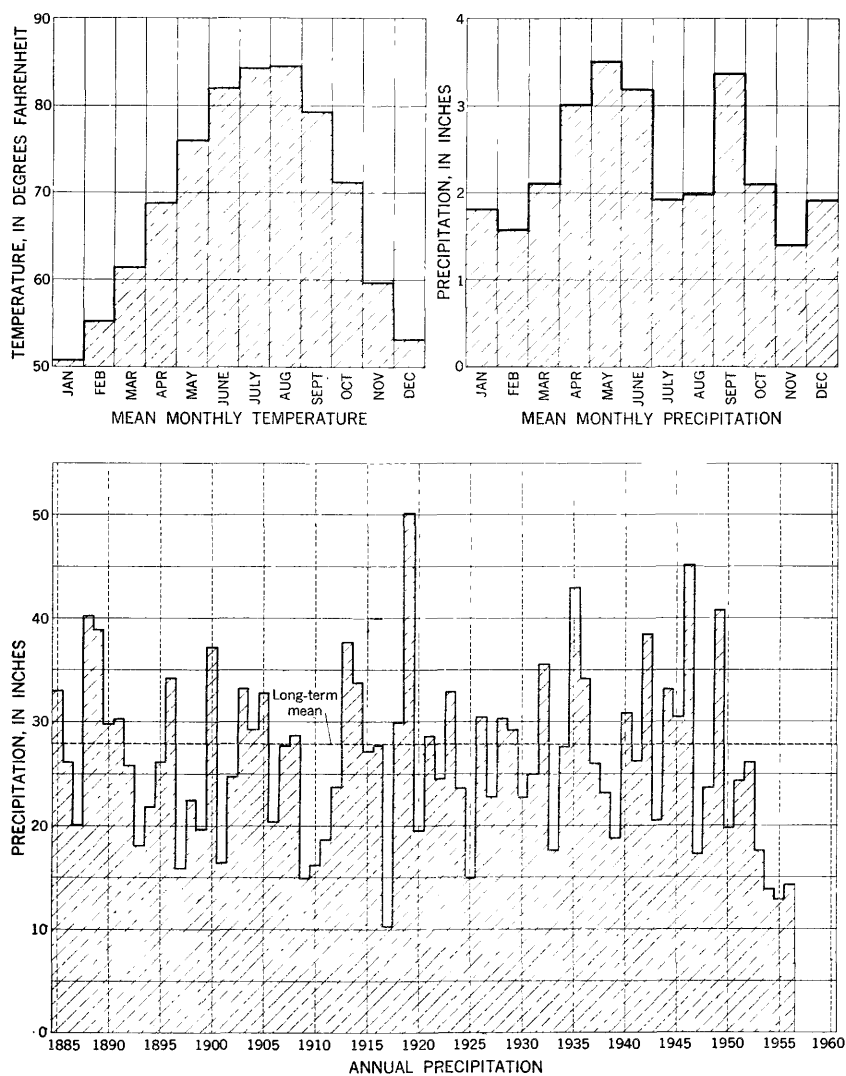 TEMPERATURE, IN DEGREES FAHRENHEIT
90
80
70
60
50
JAN FEB MAR APR MAY JUNE JULY AUG SEPT OCT NOV DEC
MEAN MONTHLY TEMPERATURE
PRECIPITATION, IN INCHES
4
3
2
1
0
JAN FEB MAR APR MAY JUNE JULY AUG SEPT OCT NOV DEC
MEAN MONTHLY PRECIPITATION
PRECIPITATION, IN INCHES
50
40
30
20
10
0
Long-term
mean
1885 1890 1895 1900 1905 1910 1915 1920 1925 1930 1935 1940 1945 1950 1955 1960
ANNUAL PRECIPITATION